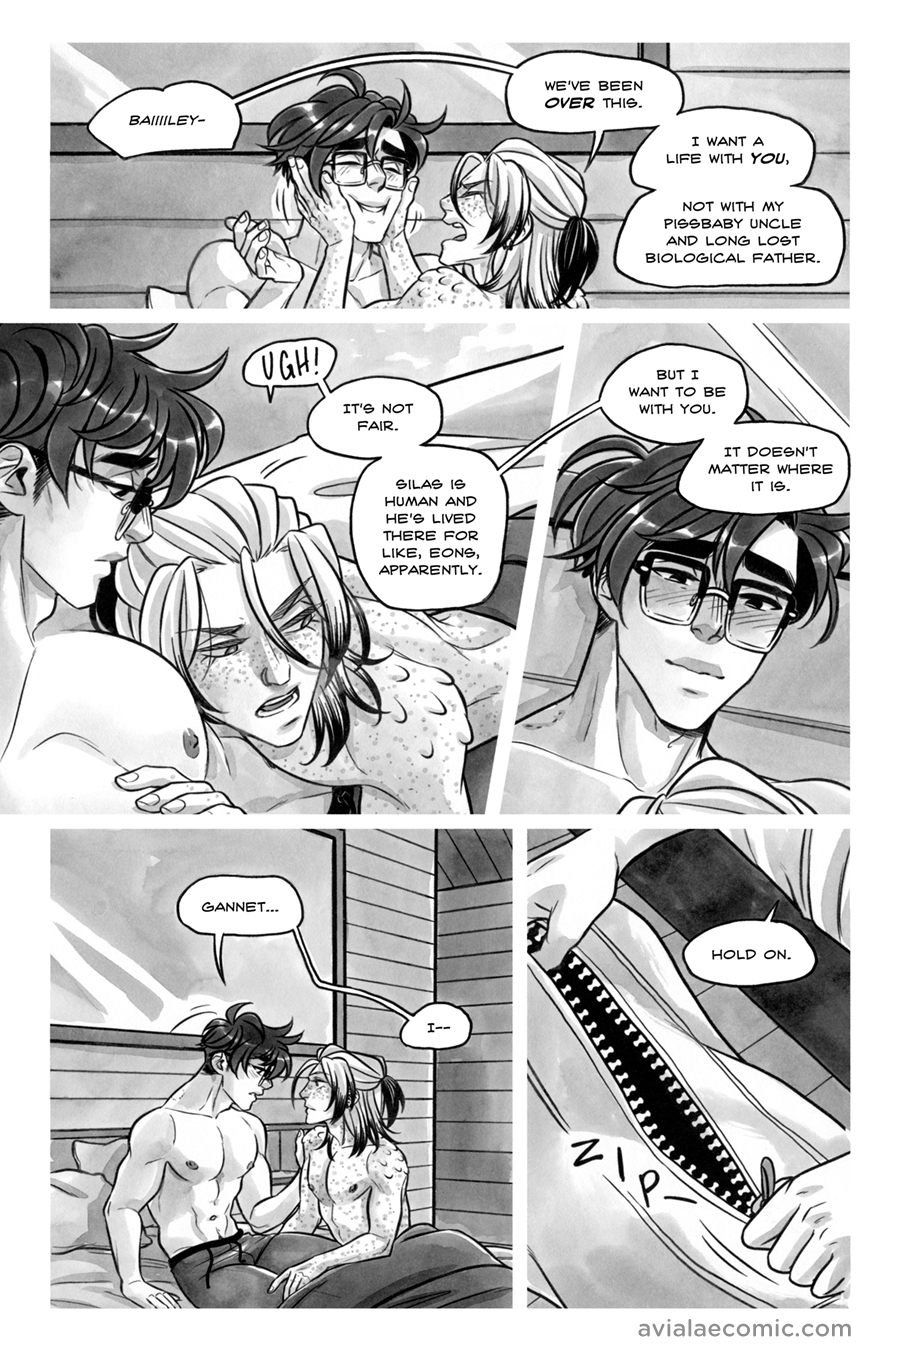 BAIIIILEY-
WE'VE BEEN
OVER THIS.
I WANT A
LIFE WITH YOU,
NOT WITH MY
PISSBABY UNCLE
AND LONG LOST
BIOLOGICAL FATHER.
UGH!
IT'S NOT
FAIR.
SILAS IS
HUMAN AND
HE'S LIVED
THERE FOR
LIKE, EONS,
APPARENTLY.
BUT I
WANT TO BE
WITH YOU.
IT DOESN'T
MATTER WHERE
IT IS.
GANNET...
I--
HOLD ON.
ZIP-
avialaecomic.com